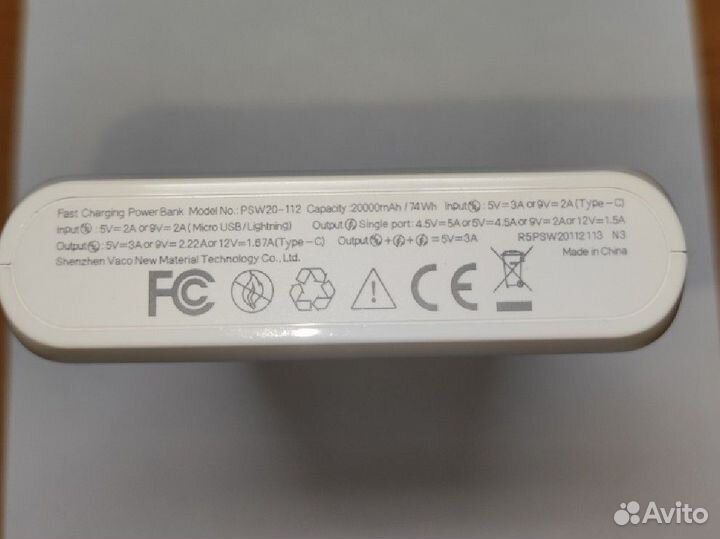 Fast Charging Power Bank Model No.: PSW20-112 Capacity: 20000mAh / 74Wh Input: 5V=3A or 9V=2A (Type-C)
Input: 5V=2A or 9V=2A (Micro USB/Lightning) Output Single port: 4.5V=5A or 5V=4.5A or 9V=2A or 12V=1.5A
Output: 5V=3A or 9V=2.22A or 12V=1.67A (Type-C) Output + + = 5V=3A R5PSW20112113 N3
Shenzhen Vaco New Material Technology Co., Ltd. Made in China
FC CE
Avito